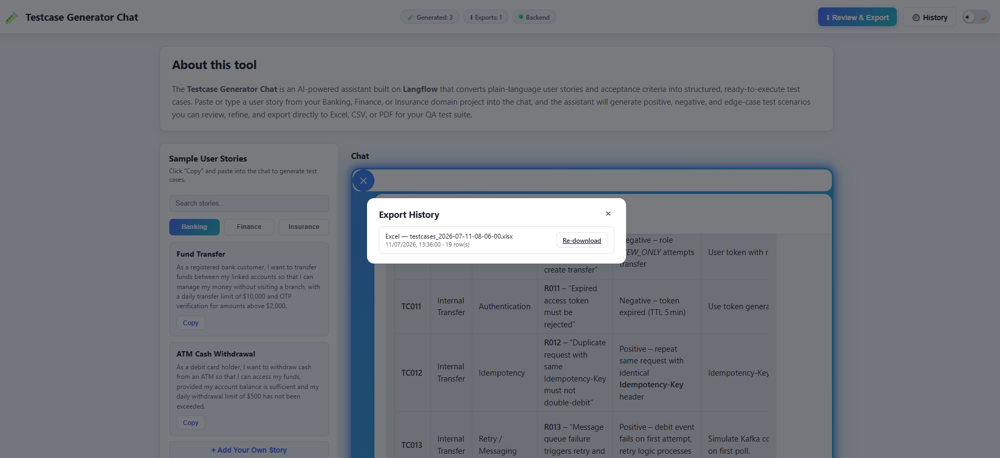 Testcase Generator Chat
Generated: 3
⬇ Exports: 1
Backend
⬇ Review & Export
History
About this tool
The Testcase Generator Chat is an AI-powered assistant built on Langflow that converts plain-language user stories and acceptance criteria into structured, ready-to-execute test
cases. Paste or type a user story from your Banking, Finance, or Insurance domain project into the chat, and the assistant will generate positive, negative, and edge-case test scenarios
you can review, refine, and export directly to Excel, CSV, or PDF for your QA test suite.
Sample User Stories
Click "Copy" and paste into the chat to generate test
cases.
Search stories...
Banking
Finance
Insurance
Fund Transfer
As a registered bank customer, I want to transfer
funds between my linked accounts so that I can
manage my money without visiting a branch, with
a daily transfer limit of $10,000 and OTP
verification for amounts above $2,000.
Copy
ATM Cash Withdrawal
As a debit card holder, I want to withdraw cash
from an ATM so that I can access my funds,
provided my account balance is sufficient and my
daily withdrawal limit of $500 has not been
exceeded.
Copy
+ Add Your Own Story
Chat
Export History
×
Excel — testcases_2026-07-11-08-06-00.xlsx
11/07/2026, 13:36:00 · 19 row(s)
Re-download
create transfer”
egative – role
EW_ONLY attempts
transfer
User token with r
TC011
Internal
Transfer
Authentication
R011 – “Expired
access token
must be
rejected”
Negative – token
expired (TTL 5 min)
Use token genera
TC012
Internal
Transfer
Idempotency
R012 – “Duplicate
request with
same
Idempotency-Key
must not
double-debit”
Positive – repeat
same request with
identical
Idempotency-Key
header
Idempotency-Key
TC013
Internal
Transfer
Retry /
Messaging
R013 – “Message
queue failure
triggers retry and
Positive – debit event
fails on first attempt,
retry logic processes
Simulate Kafka co
on first poll.